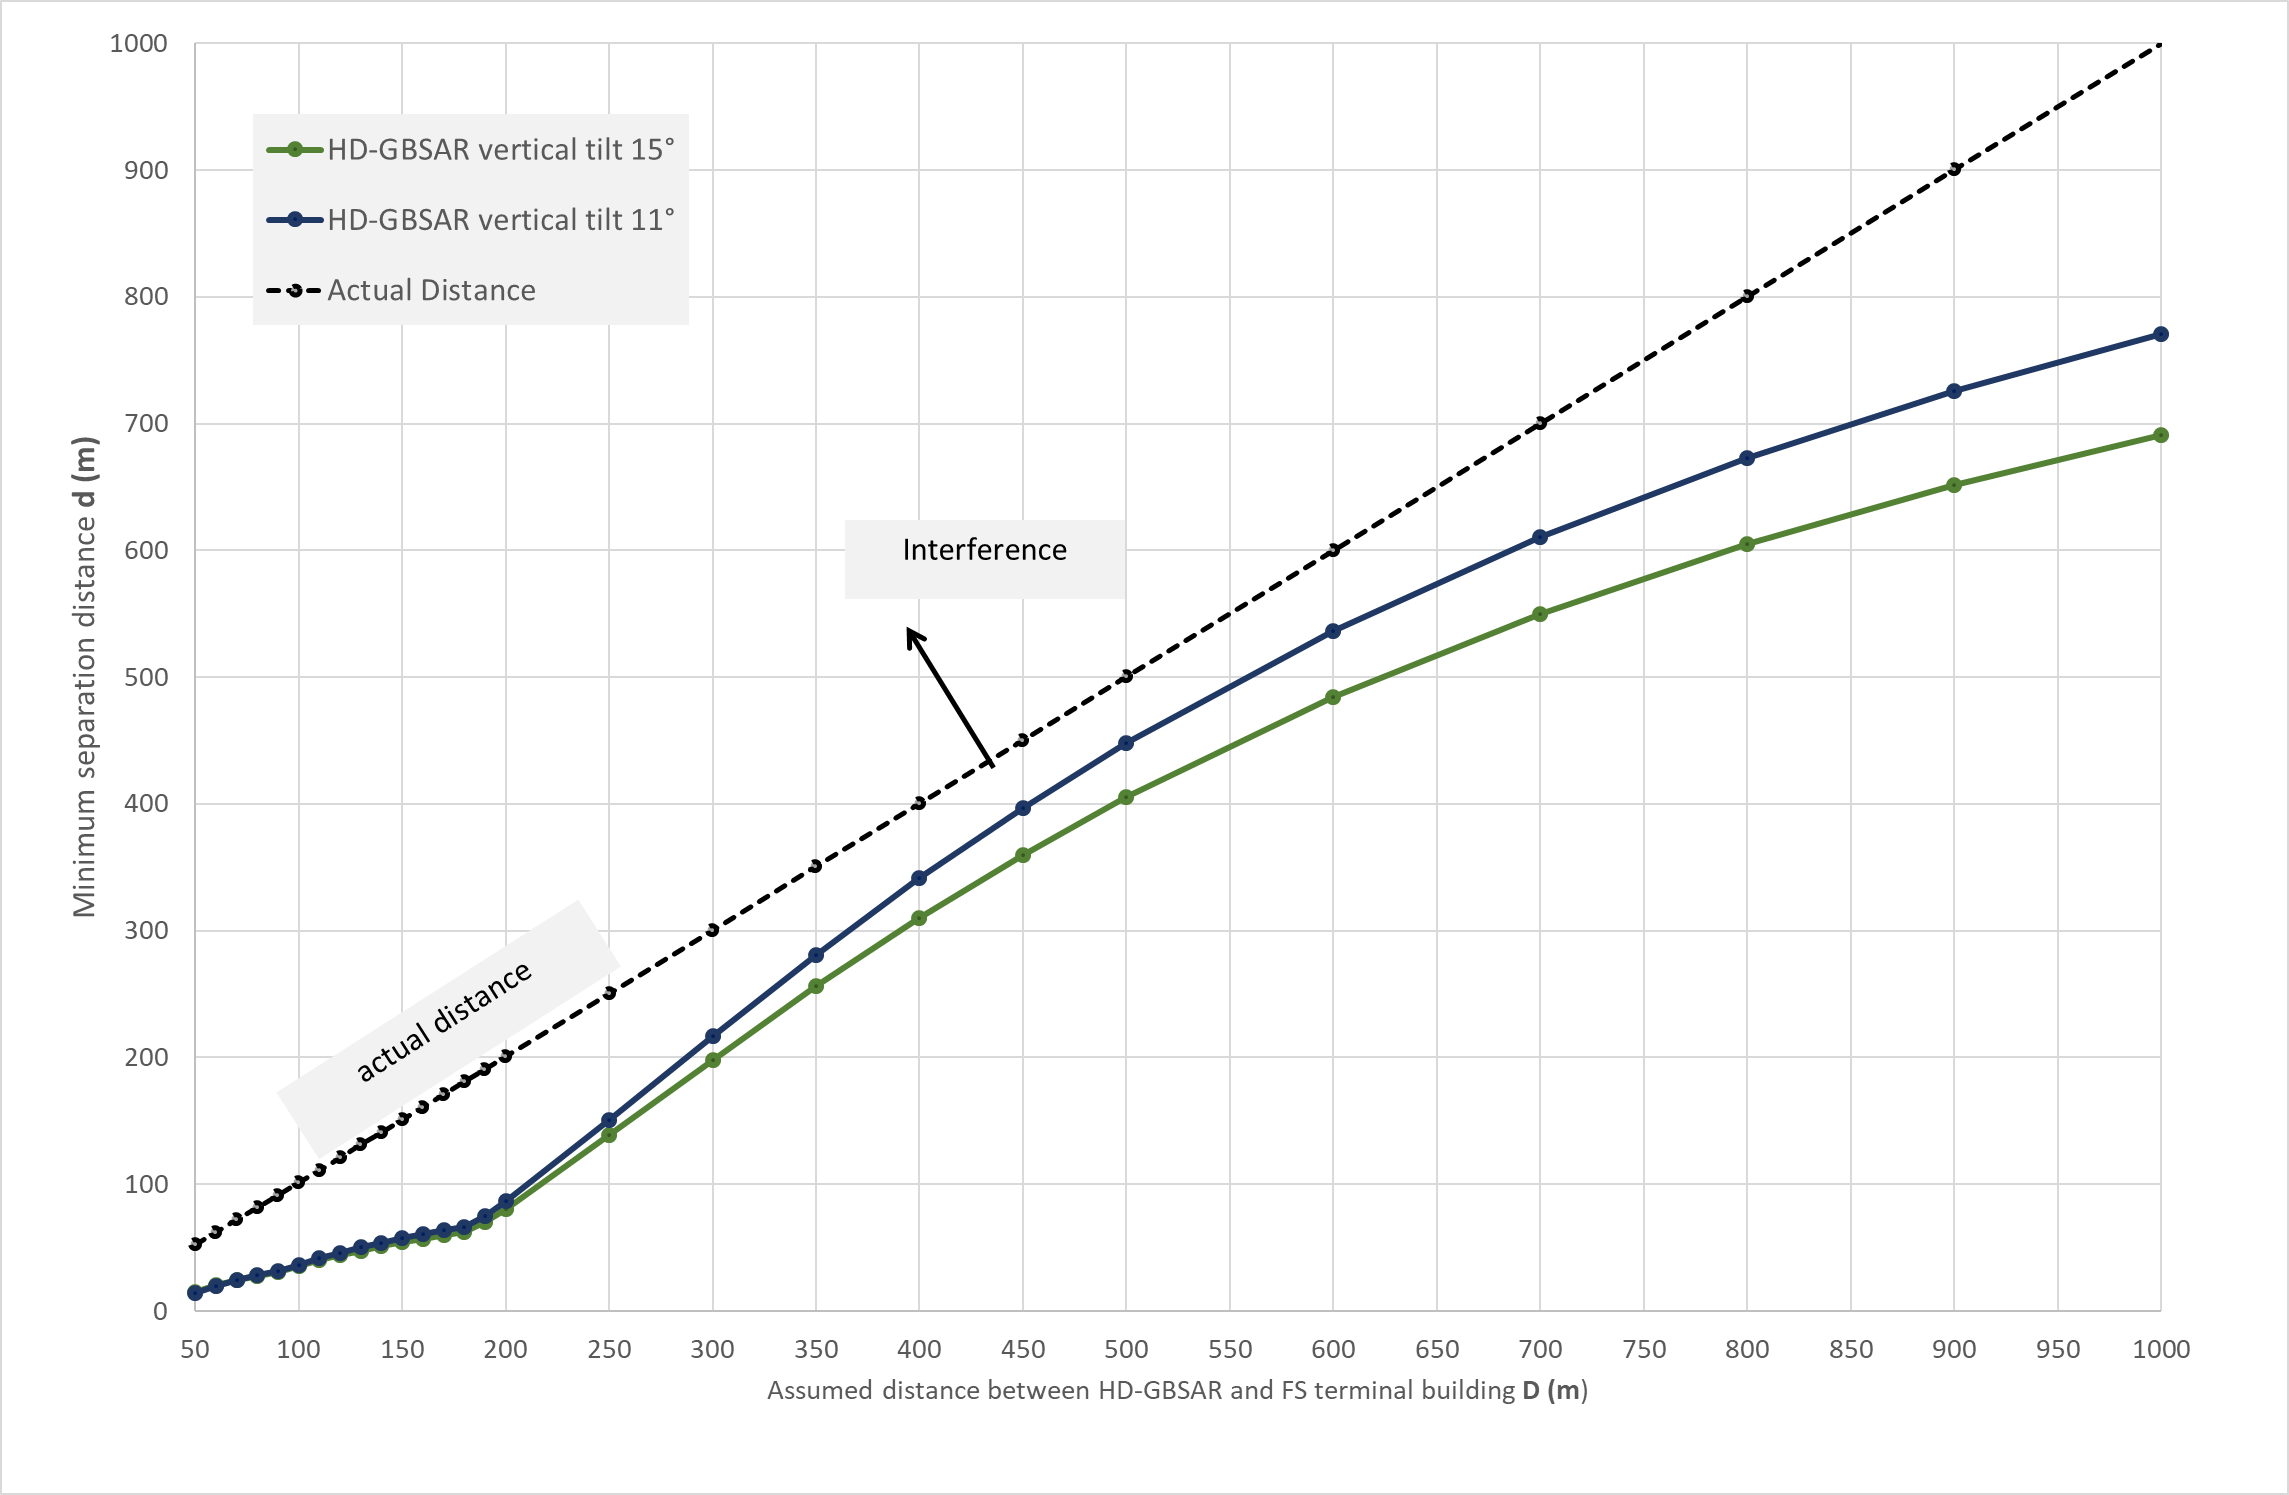 1000
900
800
700
600
500
400
300
200
100
0
Minimum separation distance d (m)
HD-GBSAR vertical tilt 15°
HD-GBSAR vertical tilt 11°
Actual Distance
Interference
actual distance
50 100 150 200 250 300 350 400 450 500 550 600 650 700 750 800 850 900 950 1000
Assumed distance between HD-GBSAR and FS terminal building D (m)